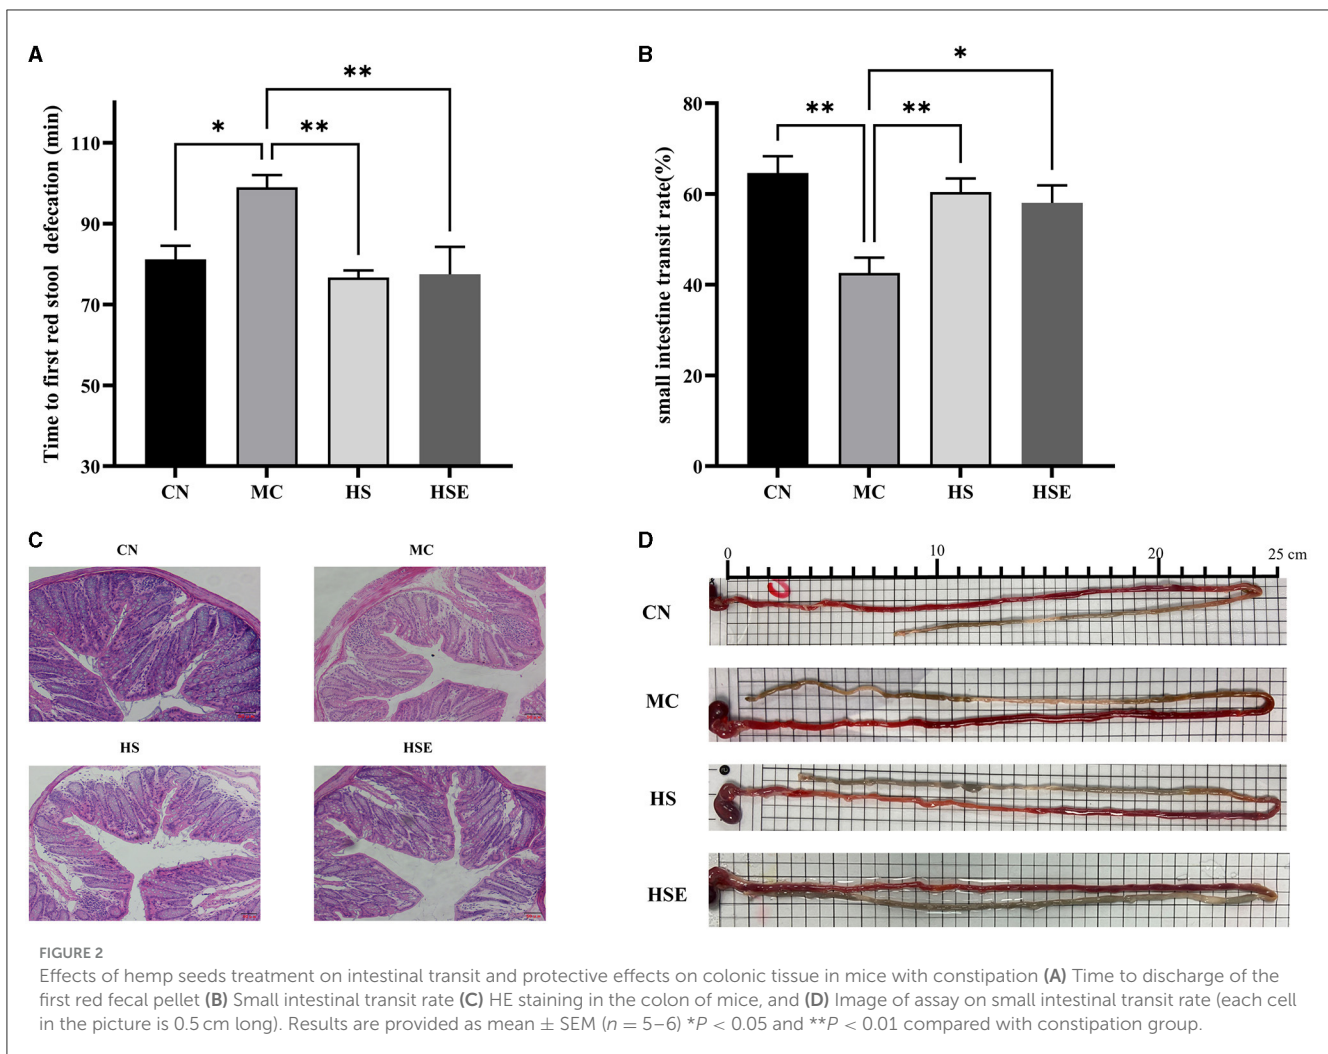 A
**
*
**
Time to first red stool defecation (min)
110
90
70
50
30
CN
MC
HS
HSE
B
*
**
**
small intestine transit rate(%)
80
60
40
20
0
CN
MC
HS
HSE
C
CN
MC
HS
HSE
D
0
10
20
25 cm
CN
MC
HS
HSE
FIGURE 2
Effects of hemp seeds treatment on intestinal transit and protective effects on colonic tissue in mice with constipation (A) Time to discharge of the
first red fecal pellet (B) Small intestinal transit rate (C) HE staining in the colon of mice, and (D) Image of assay on small intestinal transit rate (each cell
in the picture is 0.5 cm long). Results are provided as mean ± SEM (n = 5–6) *P < 0.05 and **P < 0.01 compared with constipation group.